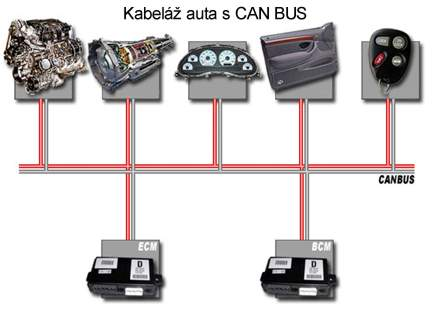 Kabeláž auta s CAN BUS
CANBUS
ECM
BCM
D
D